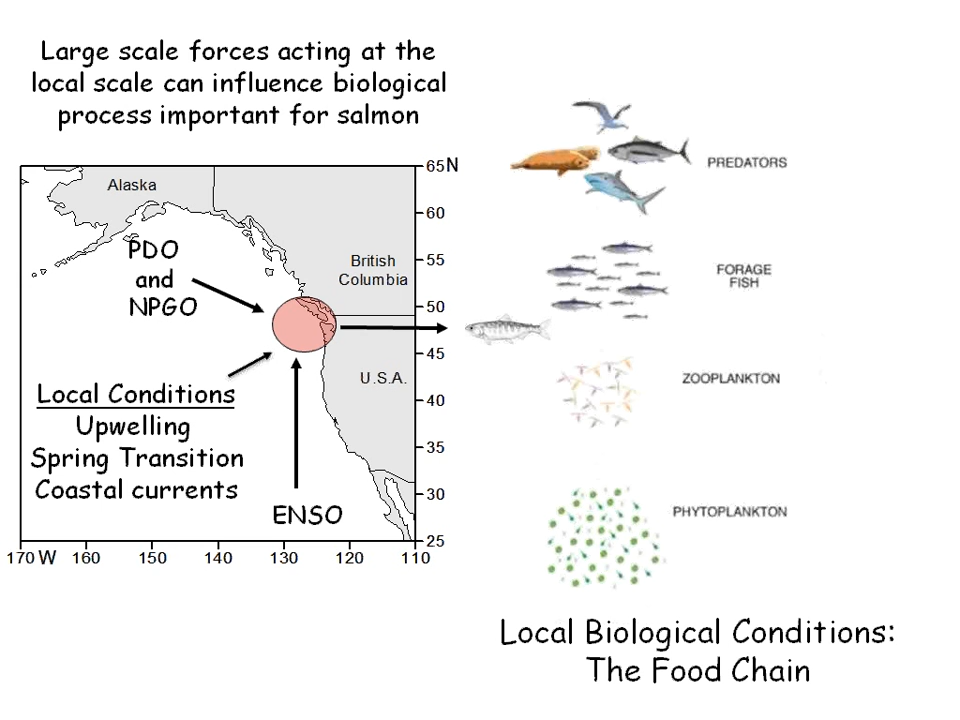 Large scale forces acting at the
local scale can influence biological
process important for salmon
Alaska
British
Columbia
U.S.A.
PDO
and
NPGO
Local Conditions
Upwelling
Spring Transition
Coastal currents
ENSO
65 N
60
55
50
45
40
35
30
25
170 W 160 150 140 130 120 110
PREDATORS
FORAGE
FISH
ZOOPLANKTON
PHYTOPLANKTON
Local Biological Conditions:
The Food Chain